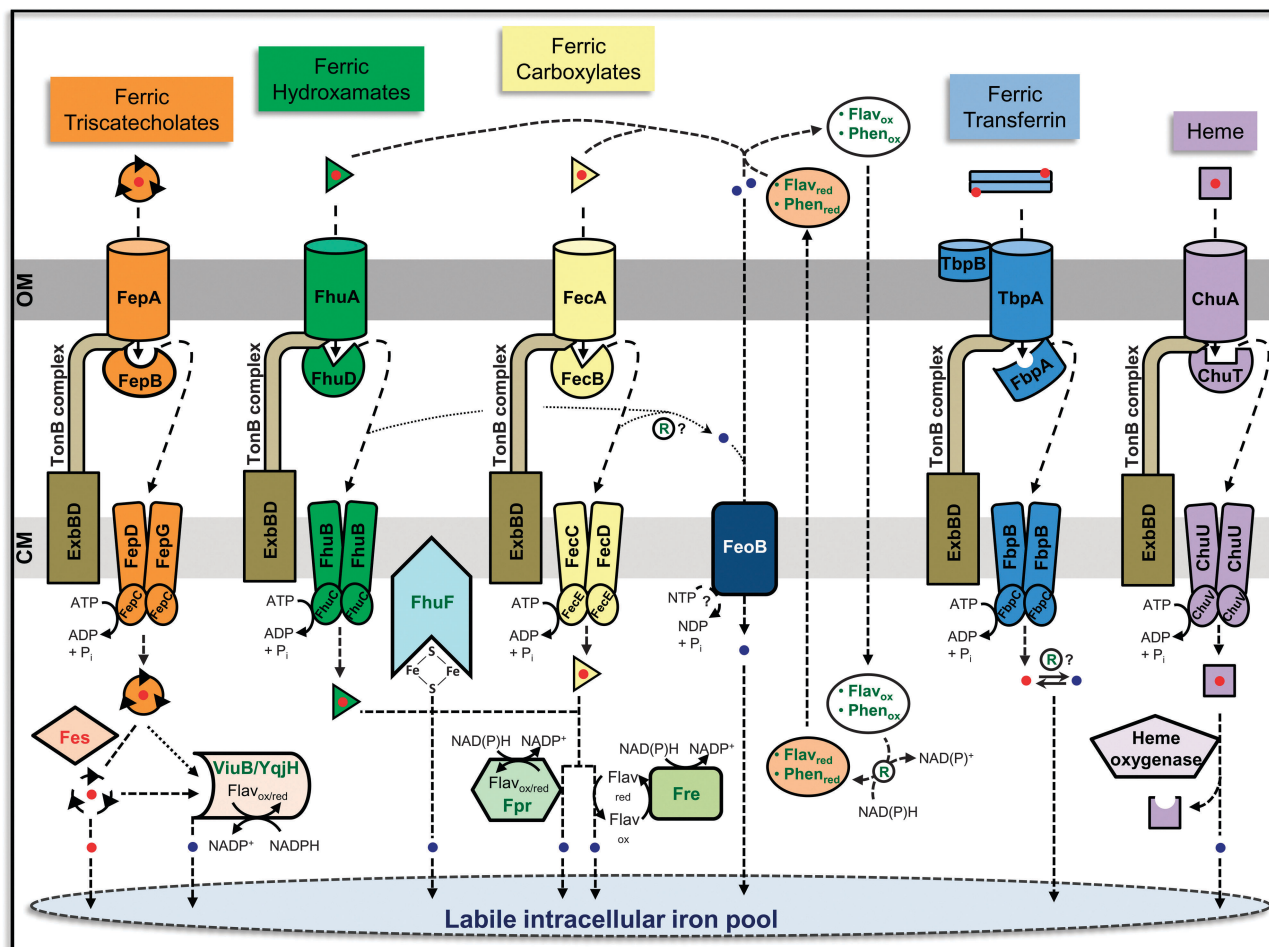 Ferric
Triscatecholates
Ferric
Hydroxamates
Ferric
Carboxylates
Ferric
Transferrin
Heme
• Flavox
• Phenox
• Flavred
• Phenred
OM
FepA
FhuA
FecA
TbpB
TbpA
ChuA
FepB
FhuD
FecB
FbpA
ChuT
TonB complex
TonB complex
TonB complex
TonB complex
TonB complex
R ?
CM
ExbBD
FepD
FepG
FepC
FepC
ExbBD
FhuB
FhuB
FhuC
FhuC
ExbBD
FecC
FecD
FecE
FecE
FeoB
ExbBD
FbpB
FbpB
FbpC
FbpC
ExbBD
ChuU
ChuU
ChuV
ChuV
ATP
ADP
+ Pi
ATP
ADP
+ Pi
FhuF
S
Fe Fe
S
ATP
ADP
+ Pi
NTP
?
NDP
+ Pi
ATP
ADP
+ Pi
R ?
ATP
ADP
+ Pi
Fes
ViuB/YqjH
Flavox/red
NADP+ NADPH
NAD(P)H NADP+
Flavox/red
Fpr
Flav
red
Flav
ox
NAD(P)H NADP+
Fre
• Flavox
• Phenox
• Flavred
• Phenred
R
NAD(P)+
NAD(P)H
Heme
oxygenase
Labile intracellular iron pool